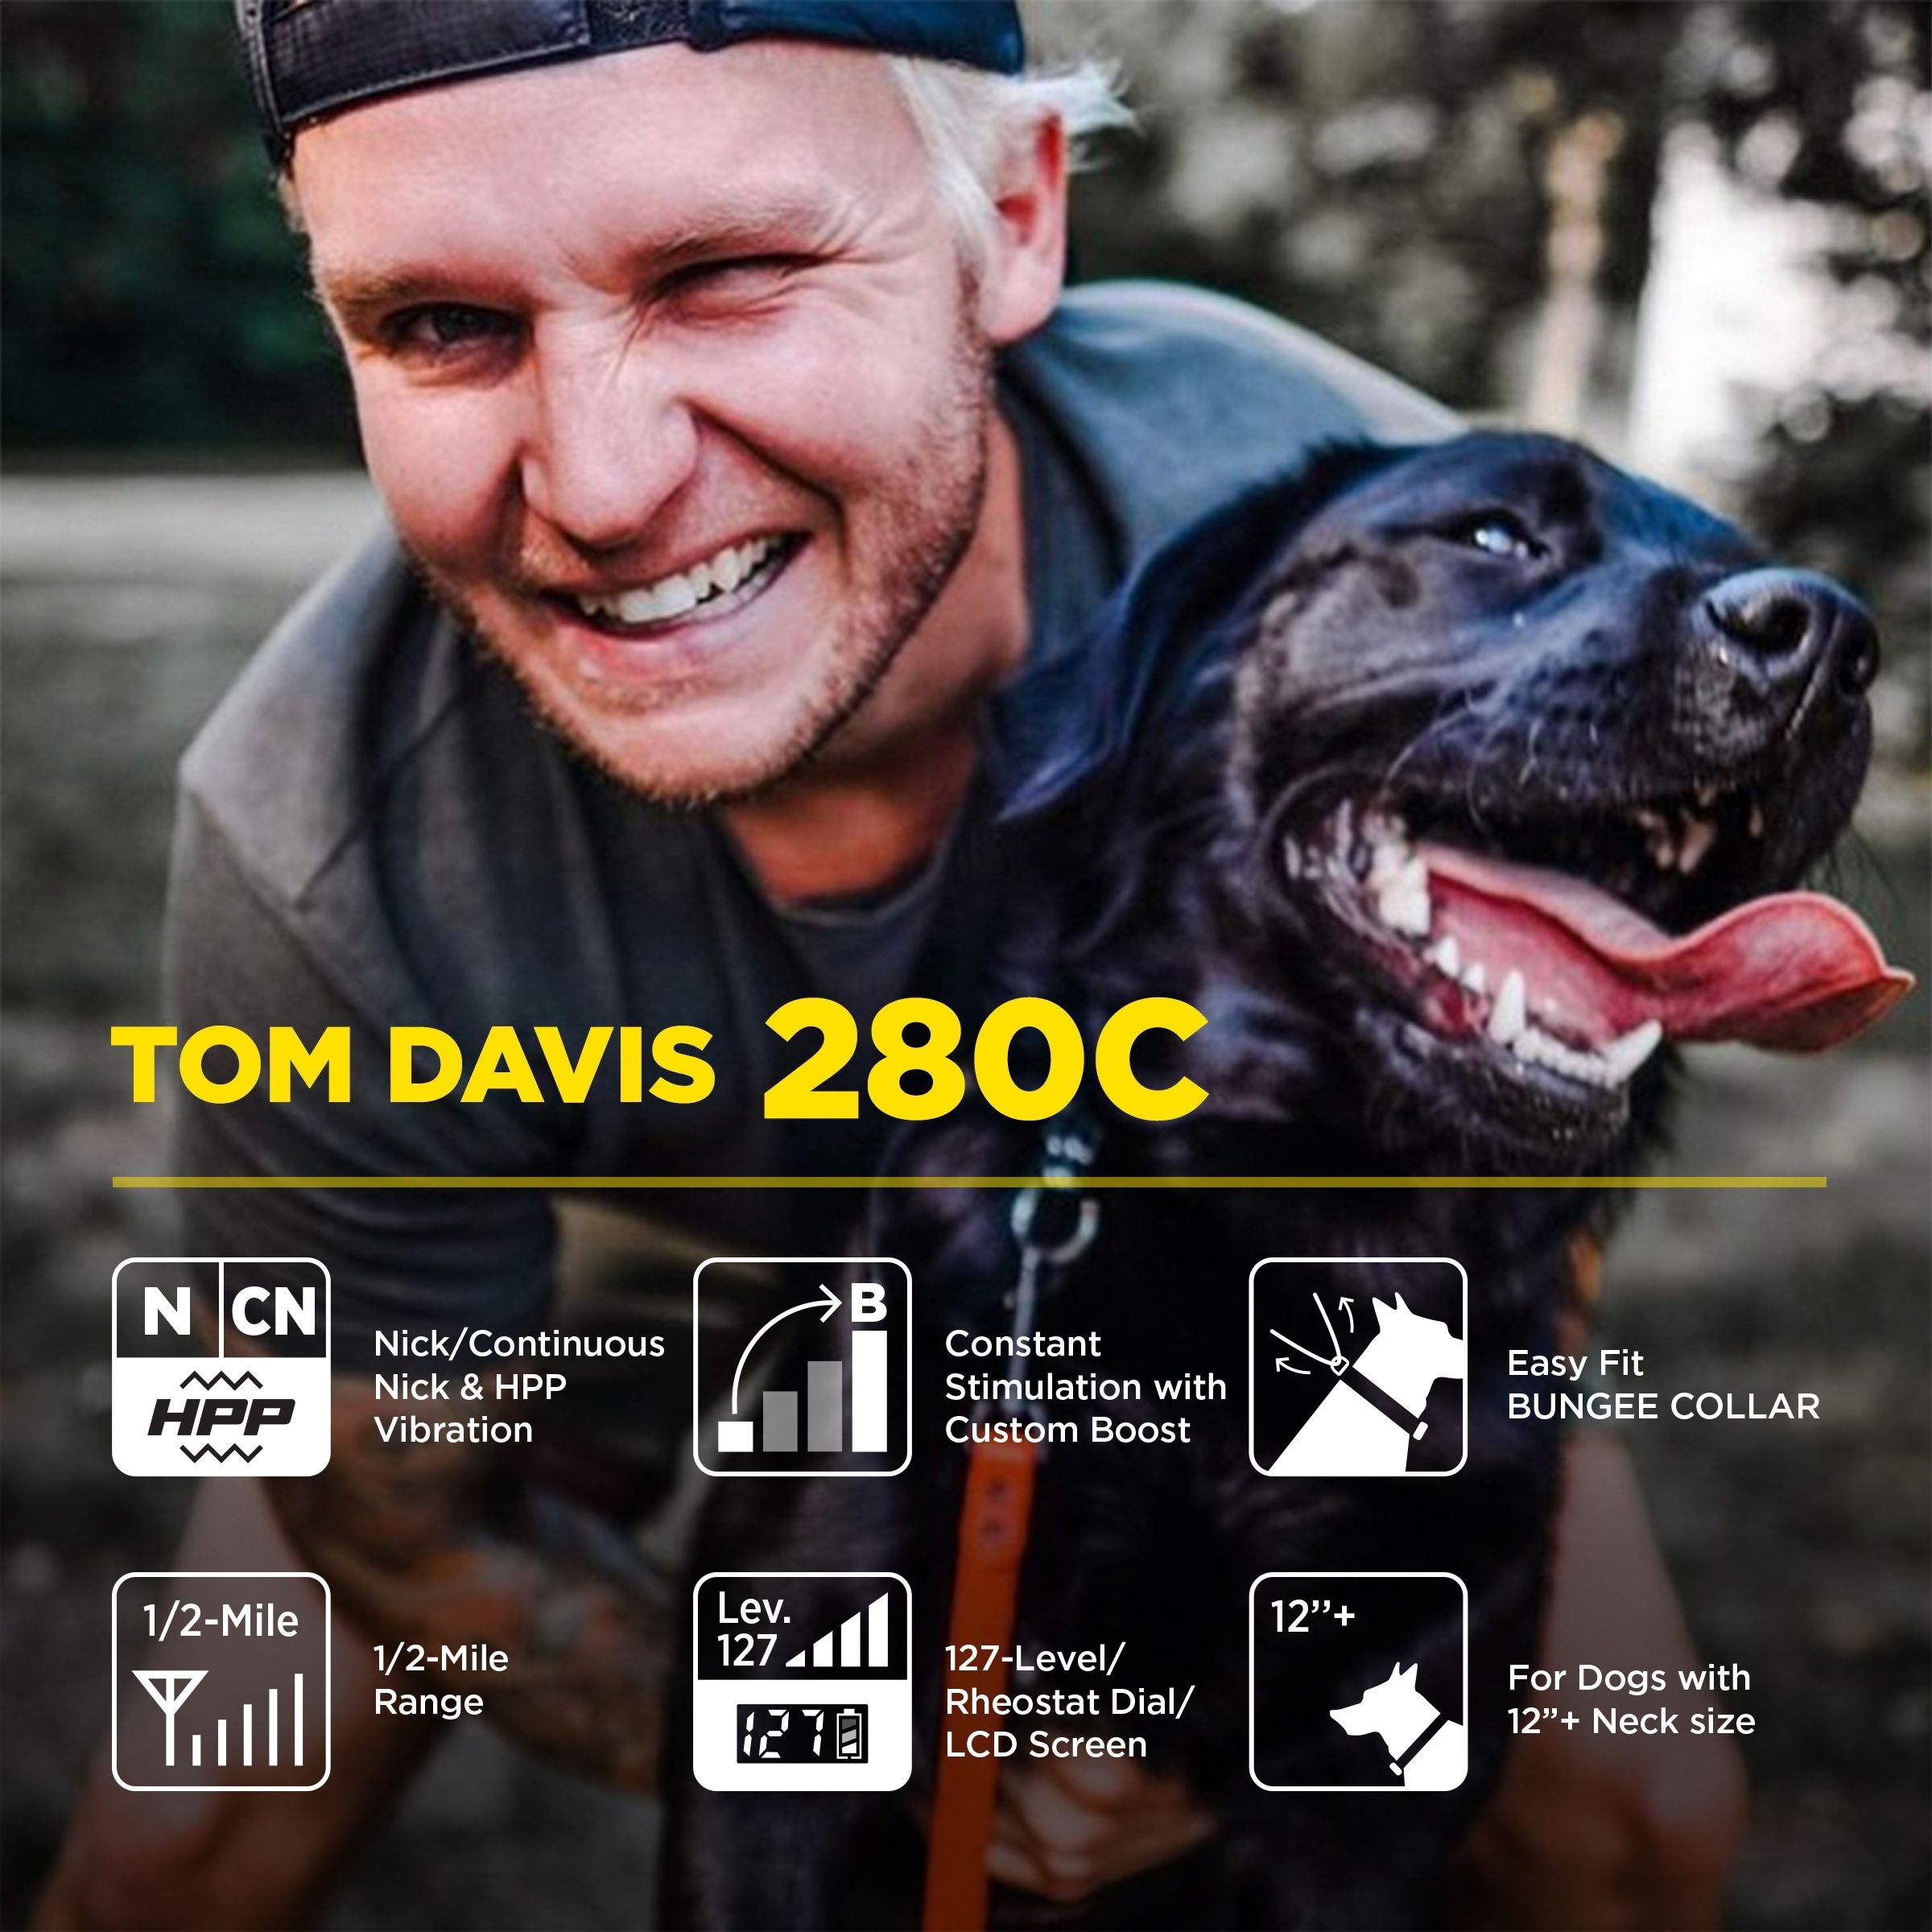 TOM DAVIS 280C
N CN
HPP
Nick/Continuous
Nick & HPP
Vibration
B
Constant
Stimulation with
Custom Boost
Easy Fit
BUNGEE COLLAR
1/2-Mile
1/2-Mile
Range
Lev.
127
127
127-Level/
Rheostat Dial/
LCD Screen
12’’+
For Dogs with
12”+ Neck size